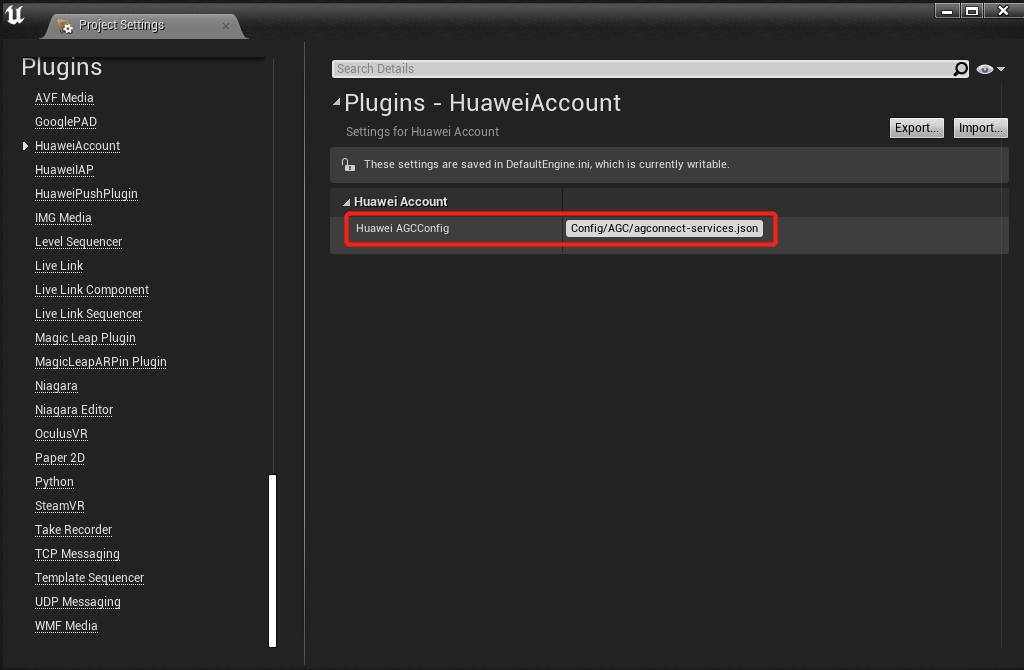 Project Settings
Plugins
AVF Media
GooglePAD
HuaweiAccount
HuaweiIAP
HuaweiPushPlugin
IMG Media
Level Sequencer
Live Link
Live Link Component
Live Link Sequencer
Magic Leap Plugin
MagicLeapARPin Plugin
Niagara
Niagara Editor
OculusVR
Paper 2D
Python
SteamVR
Take Recorder
TCP Messaging
Template Sequencer
UDP Messaging
WMF Media
Search Details
Plugins - HuaweiAccount
Settings for Huawei Account
Export... Import...
These settings are saved in DefaultEngine.ini, which is currently writable.
Huawei Account
Huawei AGCConfig Config/AGC/agconnect-services.json